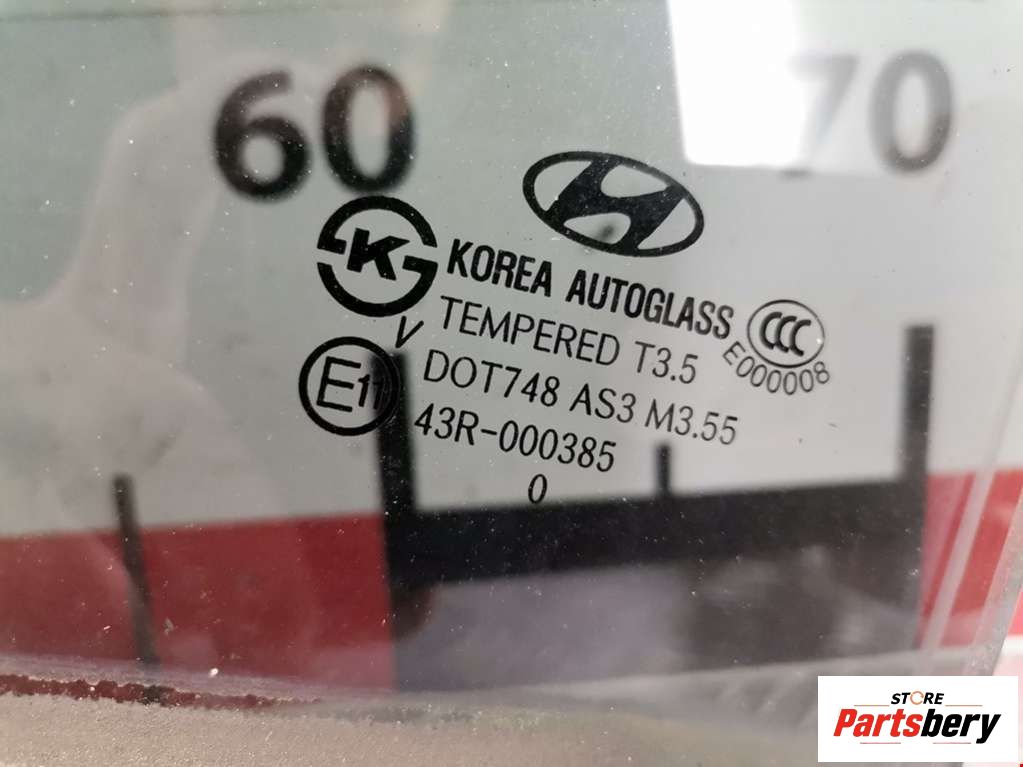 60 70
KS
KOREA AUTOGLASS
TEMPERED T3.5
CCC
E000008
V
E11
DOT748 AS3 M3.55
43R-000385
0
STORE
Partsbery